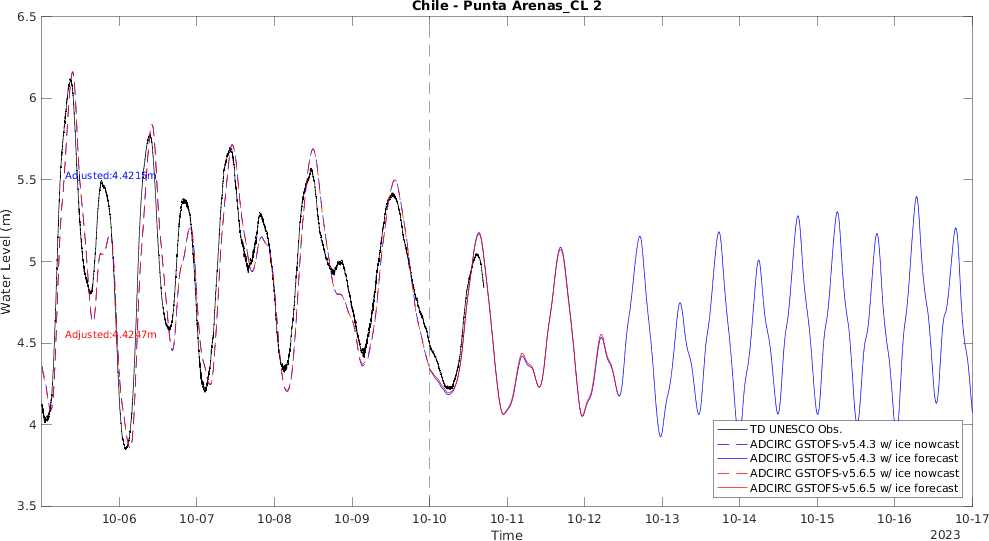 Chile - Punta Arenas_CL 2
6.5
6
5.5
5
4.5
4
3.5
Water Level (m)
Adjusted:4.4215m
Adjusted:4.4247m
TD UNESCO Obs.
ADCIRC GSTOFS-v5.4.3 w/ ice nowcast
ADCIRC GSTOFS-v5.4.3 w/ ice forecast
ADCIRC GSTOFS-v5.6.5 w/ ice nowcast
ADCIRC GSTOFS-v5.6.5 w/ ice forecast
10-06 10-07 10-08 10-09 10-10 10-11 10-12 10-13 10-14 10-15 10-16 10-17
Time
2023